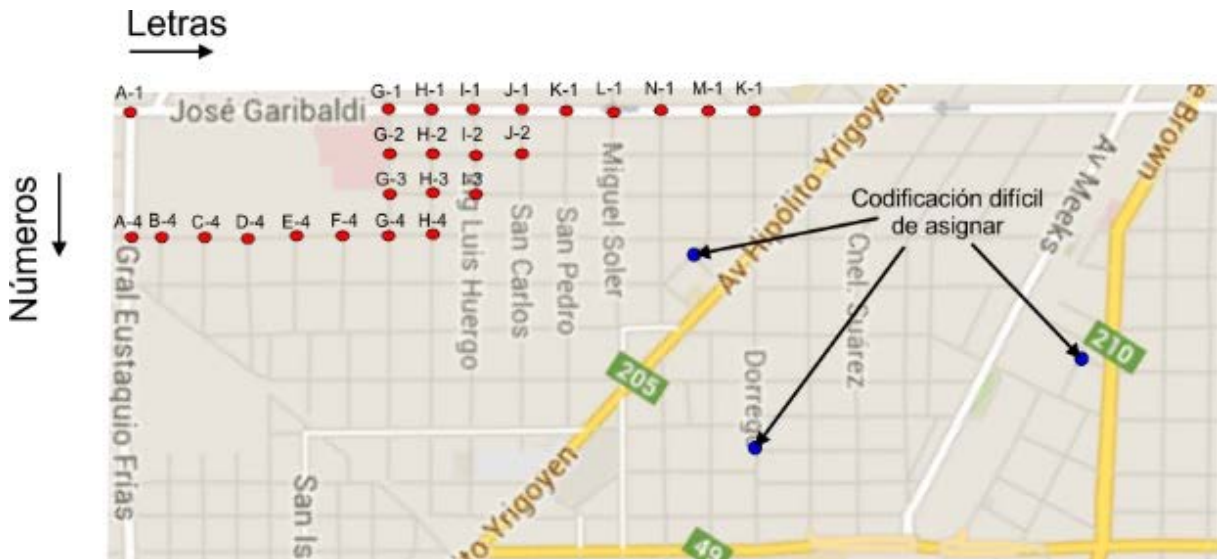 Letras
A-1
G-1 H-1 I-1 J-1 K-1 L-1 N-1 M-1 K-1
José Garibaldi
G-2 H-2 I-2 J-2
G-3 H-3 I-3
A-4 B-4 C-4 D-4 E-4 F-4 G-4 H-4
Números
Gral Eustaquio Frías
Luis Huergo
San Carlos
San Pedro
Miguel Soler
Av Hipólito Yrigoyen
Codificación difícil
de asignar
Chel. Suárez
Av Meeks
e Brown
205
210
Dorrego
San Is
ito Yrigoyen
49